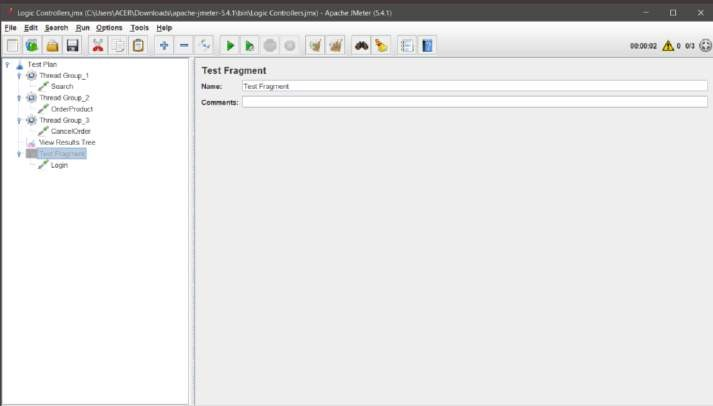 Logic Controllers.jmx (C:\Users\ACER\Downloads\apache-jmeter-5.4.1\bin\Logic Controllers.jmx) - Apache JMeter (5.4.1)
File Edit Search Run Options Tools Help
00:00:02 0 0/3
Test Plan
Thread Group_1
Search
Thread Group_2
OrderProduct
Thread Group_3
CancelOrder
View Results Tree
Test Fragment
Login
Test Fragment
Name: Test Fragment
Comments: